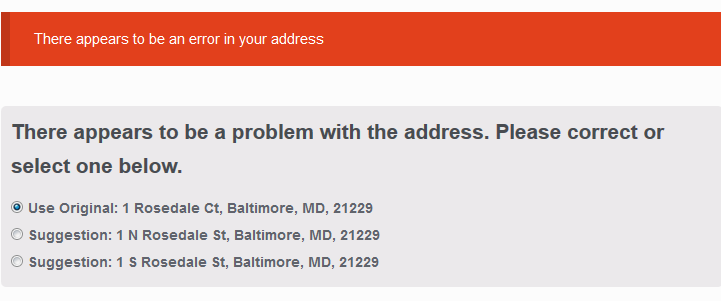 There appears to be an error in your address
There appears to be a problem with the address. Please correct or
select one below.
Use Original: 1 Rosedale Ct, Baltimore, MD, 21229
Suggestion: 1 N Rosedale St, Baltimore, MD, 21229
Suggestion: 1 S Rosedale St, Baltimore, MD, 21229